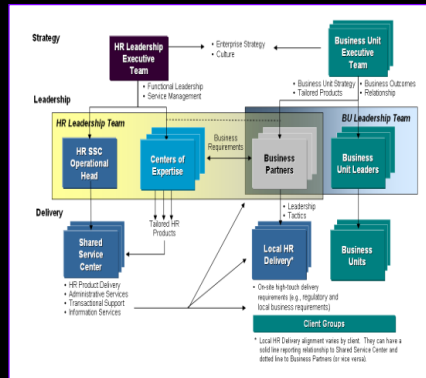 Strategy
HR Leadership
Executive
Team
• Enterprise Strategy
• Culture
Business Unit
Executive
Team
• Functional Leadership
• Service Management
• Business Unit Strategy
• Tailored Products
• Business Outcomes
• Relationship
Leadership
HR Leadership Team
BU Leadership Team
HR SSC
Operational
Head
Centers of
Expertise
Business
Requirements
Business
Partners
Business
Unit Leaders
Delivery
Tailored HR
Products
• Leadership
• Tactics
Shared
Service
Center
Local HR
Delivery*
Business
Units
• HR Product Delivery
• Administrative Services
• Transactional Support
• Information Services
• On-site high-touch delivery
requirements (e.g., regulatory and
local business requirements)
Client Groups
* Local HR Delivery alignment varies by client. They can have a
solid line reporting relationship to Shared Service Center and
dotted line to Business Partners (or vice versa).